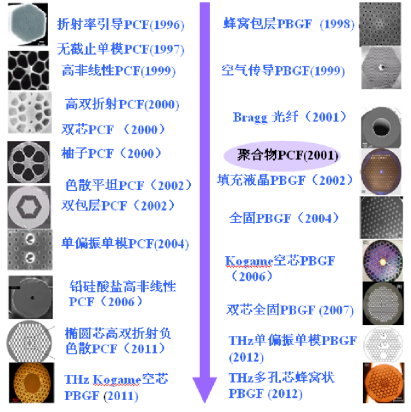 折射率引导PCF(1996)
无截止单模PCF(1997)
高非线性PCF(1999)
高双折射PCF(2000)
双芯PCF （2000）
柚子PCF（2000）
色散平坦PCF（2002）
双包层PCF（2002）
单偏振单模PCF(2004)
铅硅酸盐高非线性
PCF（2006）
椭圆芯高双折射负
色散PCF（2011）
THz Kogame空芯
PBGF (2011)
蜂窝包层PBGF（1998）
空气传导PBGF(1999)
Bragg 光纤（2001）
聚合物PCF(2001)
填充液晶PBGF（2002）
全固PBGF（2004）
Kogame空芯PBGF
（2006）
双芯全固PBGF (2007)
THz单偏振单模PBGF
(2012)
THz多孔芯蜂窝状
PBGF (2012)